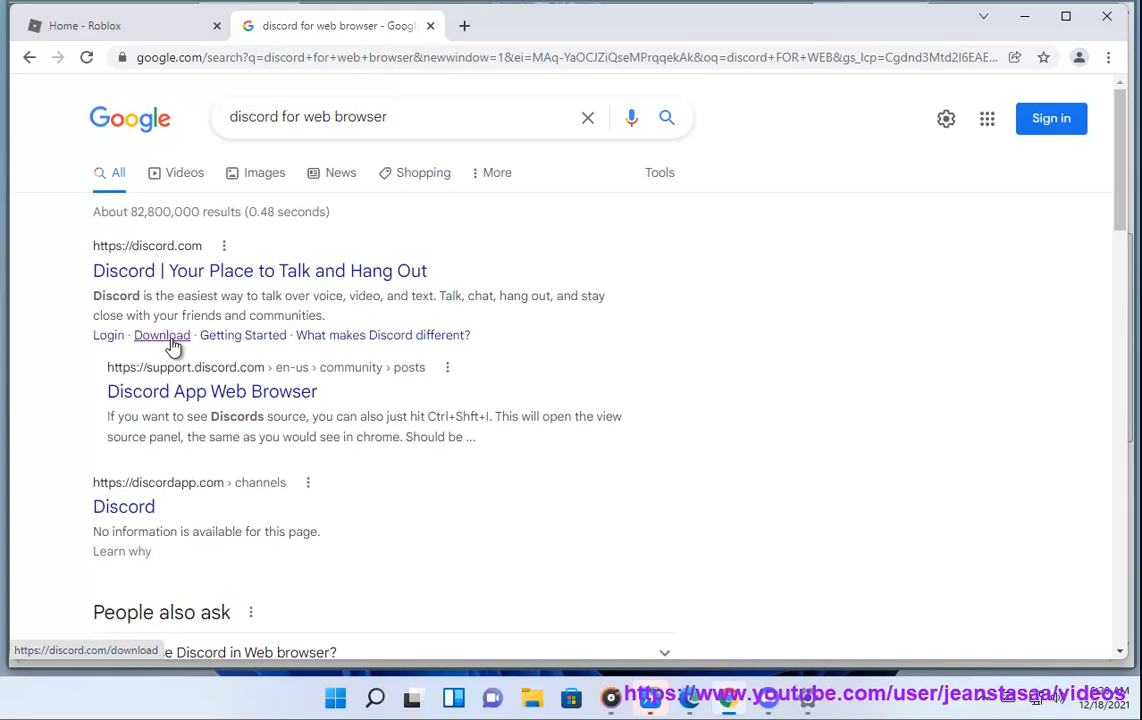 Home - Roblox
discord for web browser - Goog
google.com/search?q=discord+for+web+browser&newwindow=1&ei=MAq-YaOCJZiQseMPrqqekAk&oq=discord+FOR+WEB&gs_lcp=Cgdnd3Mtd2l6EAE...
Google
discord for web browser
Sign in
All
Videos
Images
News
Shopping
More
Tools
About 82,800,000 results (0.48 seconds)
https://discord.com
Discord | Your Place to Talk and Hang Out
Discord is the easiest way to talk over voice, video, and text. Talk, chat, hang out, and stay
close with your friends and communities.
Login · Download · Getting Started · What makes Discord different?
https://support.discord.com › en-us › community › posts
Discord App Web Browser
If you want to see Discords source, you can also just hit Ctrl+Shft+I. This will open the view
source panel, the same as you would see in chrome. Should be ...
https://discordapp.com › channels
Discord
No information is available for this page.
Learn why
People also ask
e Discord in Web browser?
https://discord.com/download
https://www.youtube.com/user/jeanstasaa/videos
12/18/2021